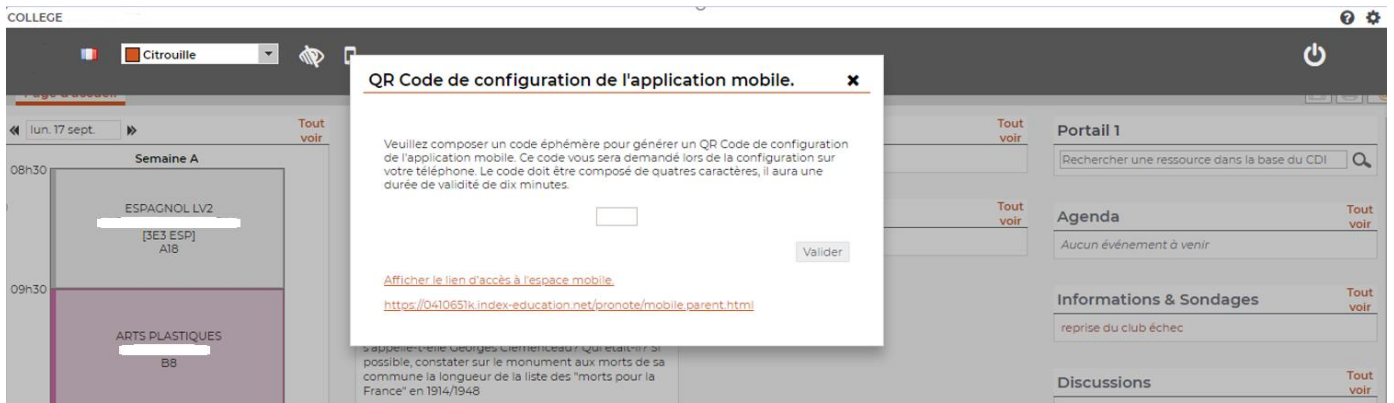 COLLEGE
Citrouille
QR Code de configuration de l'application mobile.
Veuillez composer un code éphémère pour générer un QR Code de configuration
de l'application mobile. Ce code vous sera demandé lors de la configuration sur
votre téléphone. Le code doit être composé de quatres caractères, il aura une
durée de validité de dix minutes.
Valider
Afficher le lien d'accès à l'espace mobile.
https://0410651k.index-education.net/pronote/mobile.parent.html
Page d'accueil
lun. 17 sept.
Tout
voir
Semaine A
08h30
ESPAGNOL LV2
[3E3 ESP]
A18
09h30
ARTS PLASTIQUES
B8
s'appelle-t-elle Georges Clemenceau? Qui était-il? Si
possible, constater sur le monument aux morts de sa
commune la longueur de la liste des "morts pour la
France" en 1914/1948
Tout
voir
Tout
voir
Portail 1
Rechercher une ressource dans la base du CDI
Agenda
Tout
voir
Aucun événement à venir
Informations & Sondages
Tout
voir
reprise du club échec
Discussions
Tout
voir